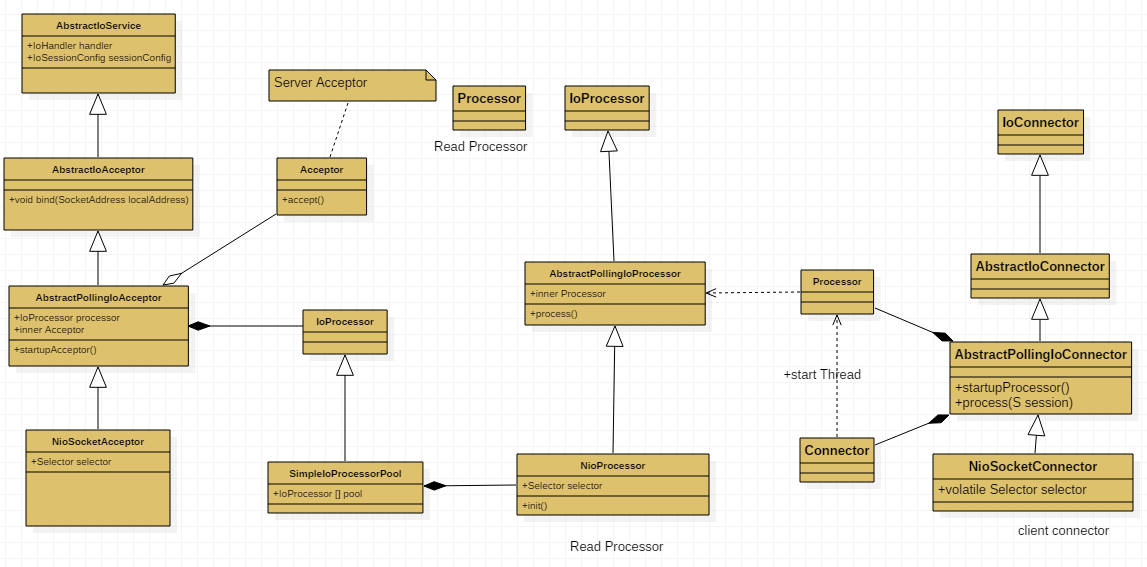 AbstractIoService
+IoHandler handler
+IoSessionConfig sessionConfig
Server Acceptor
Processor
Read Processor
IoProcessor
IoConnector
AbstractIoAcceptor
+void bind(SocketAddress localAddress)
Acceptor
+accept()
AbstractPollingIoAcceptor
+IoProcessor processor
+inner Acceptor
+startupAcceptor()
IoProcessor
AbstractPollingIoProcessor
+inner Processor
+process()
Processor
AbstractIoConnector
AbstractPollingIoConnector
+startupProcessor()
+process(S session)
+start Thread
NioSocketAcceptor
+Selector selector
SimpleIoProcessorPool
+IoProcessor [] pool
NioProcessor
+Selector selector
+init()
Connector
NioSocketConnector
+volatile Selector selector
client connector
Read Processor